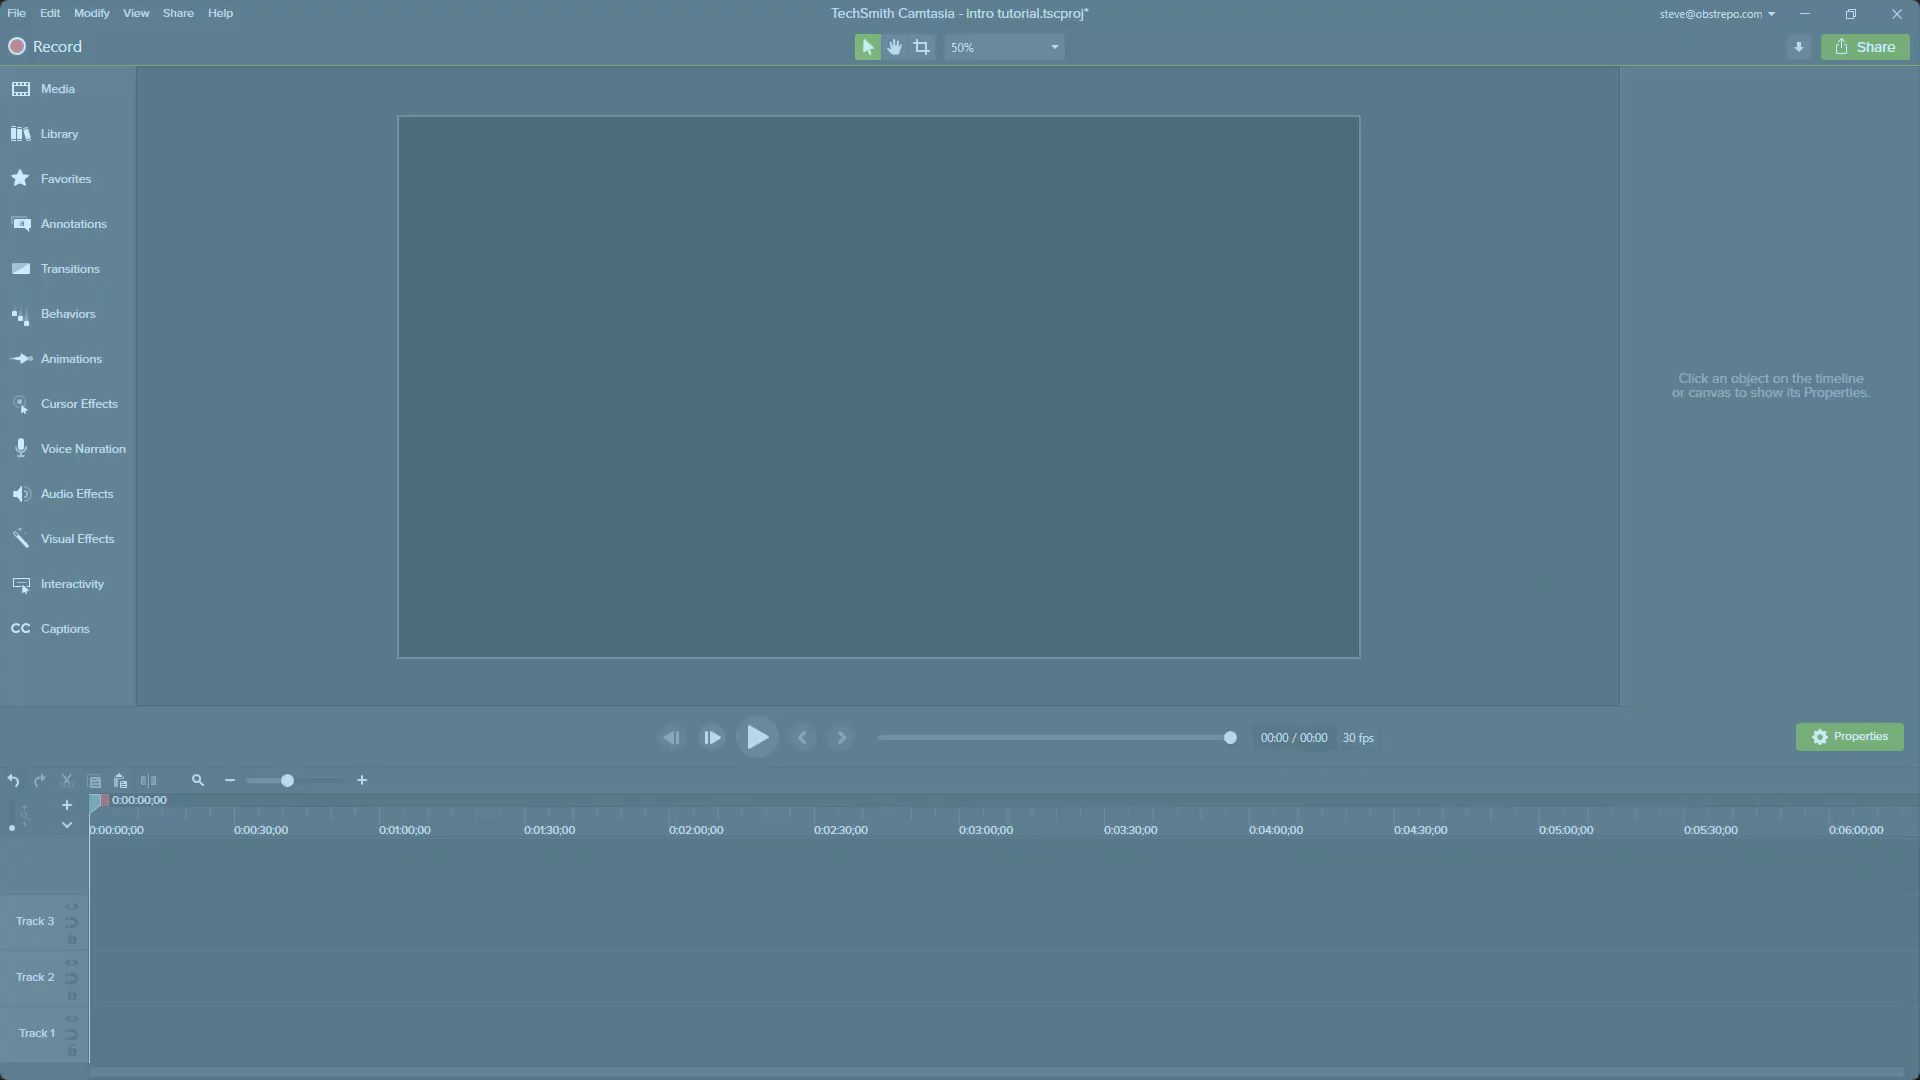 File Edit Modify View Share Help
TechSmith Camtasia - intro tutorial.tscproj*
steve@obstrepo.com
Record
50%
Share
Media
Library
Favorites
Annotations
Transitions
Behaviors
Animations
Cursor Effects
Voice Narration
Audio Effects
Visual Effects
Interactivity
CC Captions
Click an object on the timeline
or canvas to show its Properties.
00:00 / 00:00 30 fps
Properties
0:00:00;00
0:00:00;00 0:00:30;00 0:01:00;00 0:01:30;00 0:02:00;00 0:02:30;00 0:03:00;00 0:03:30;00 0:04:00;00 0:04:30;00 0:05:00;00 0:05:30;00 0:06:00;00
Track 3
Track 2
Track 1